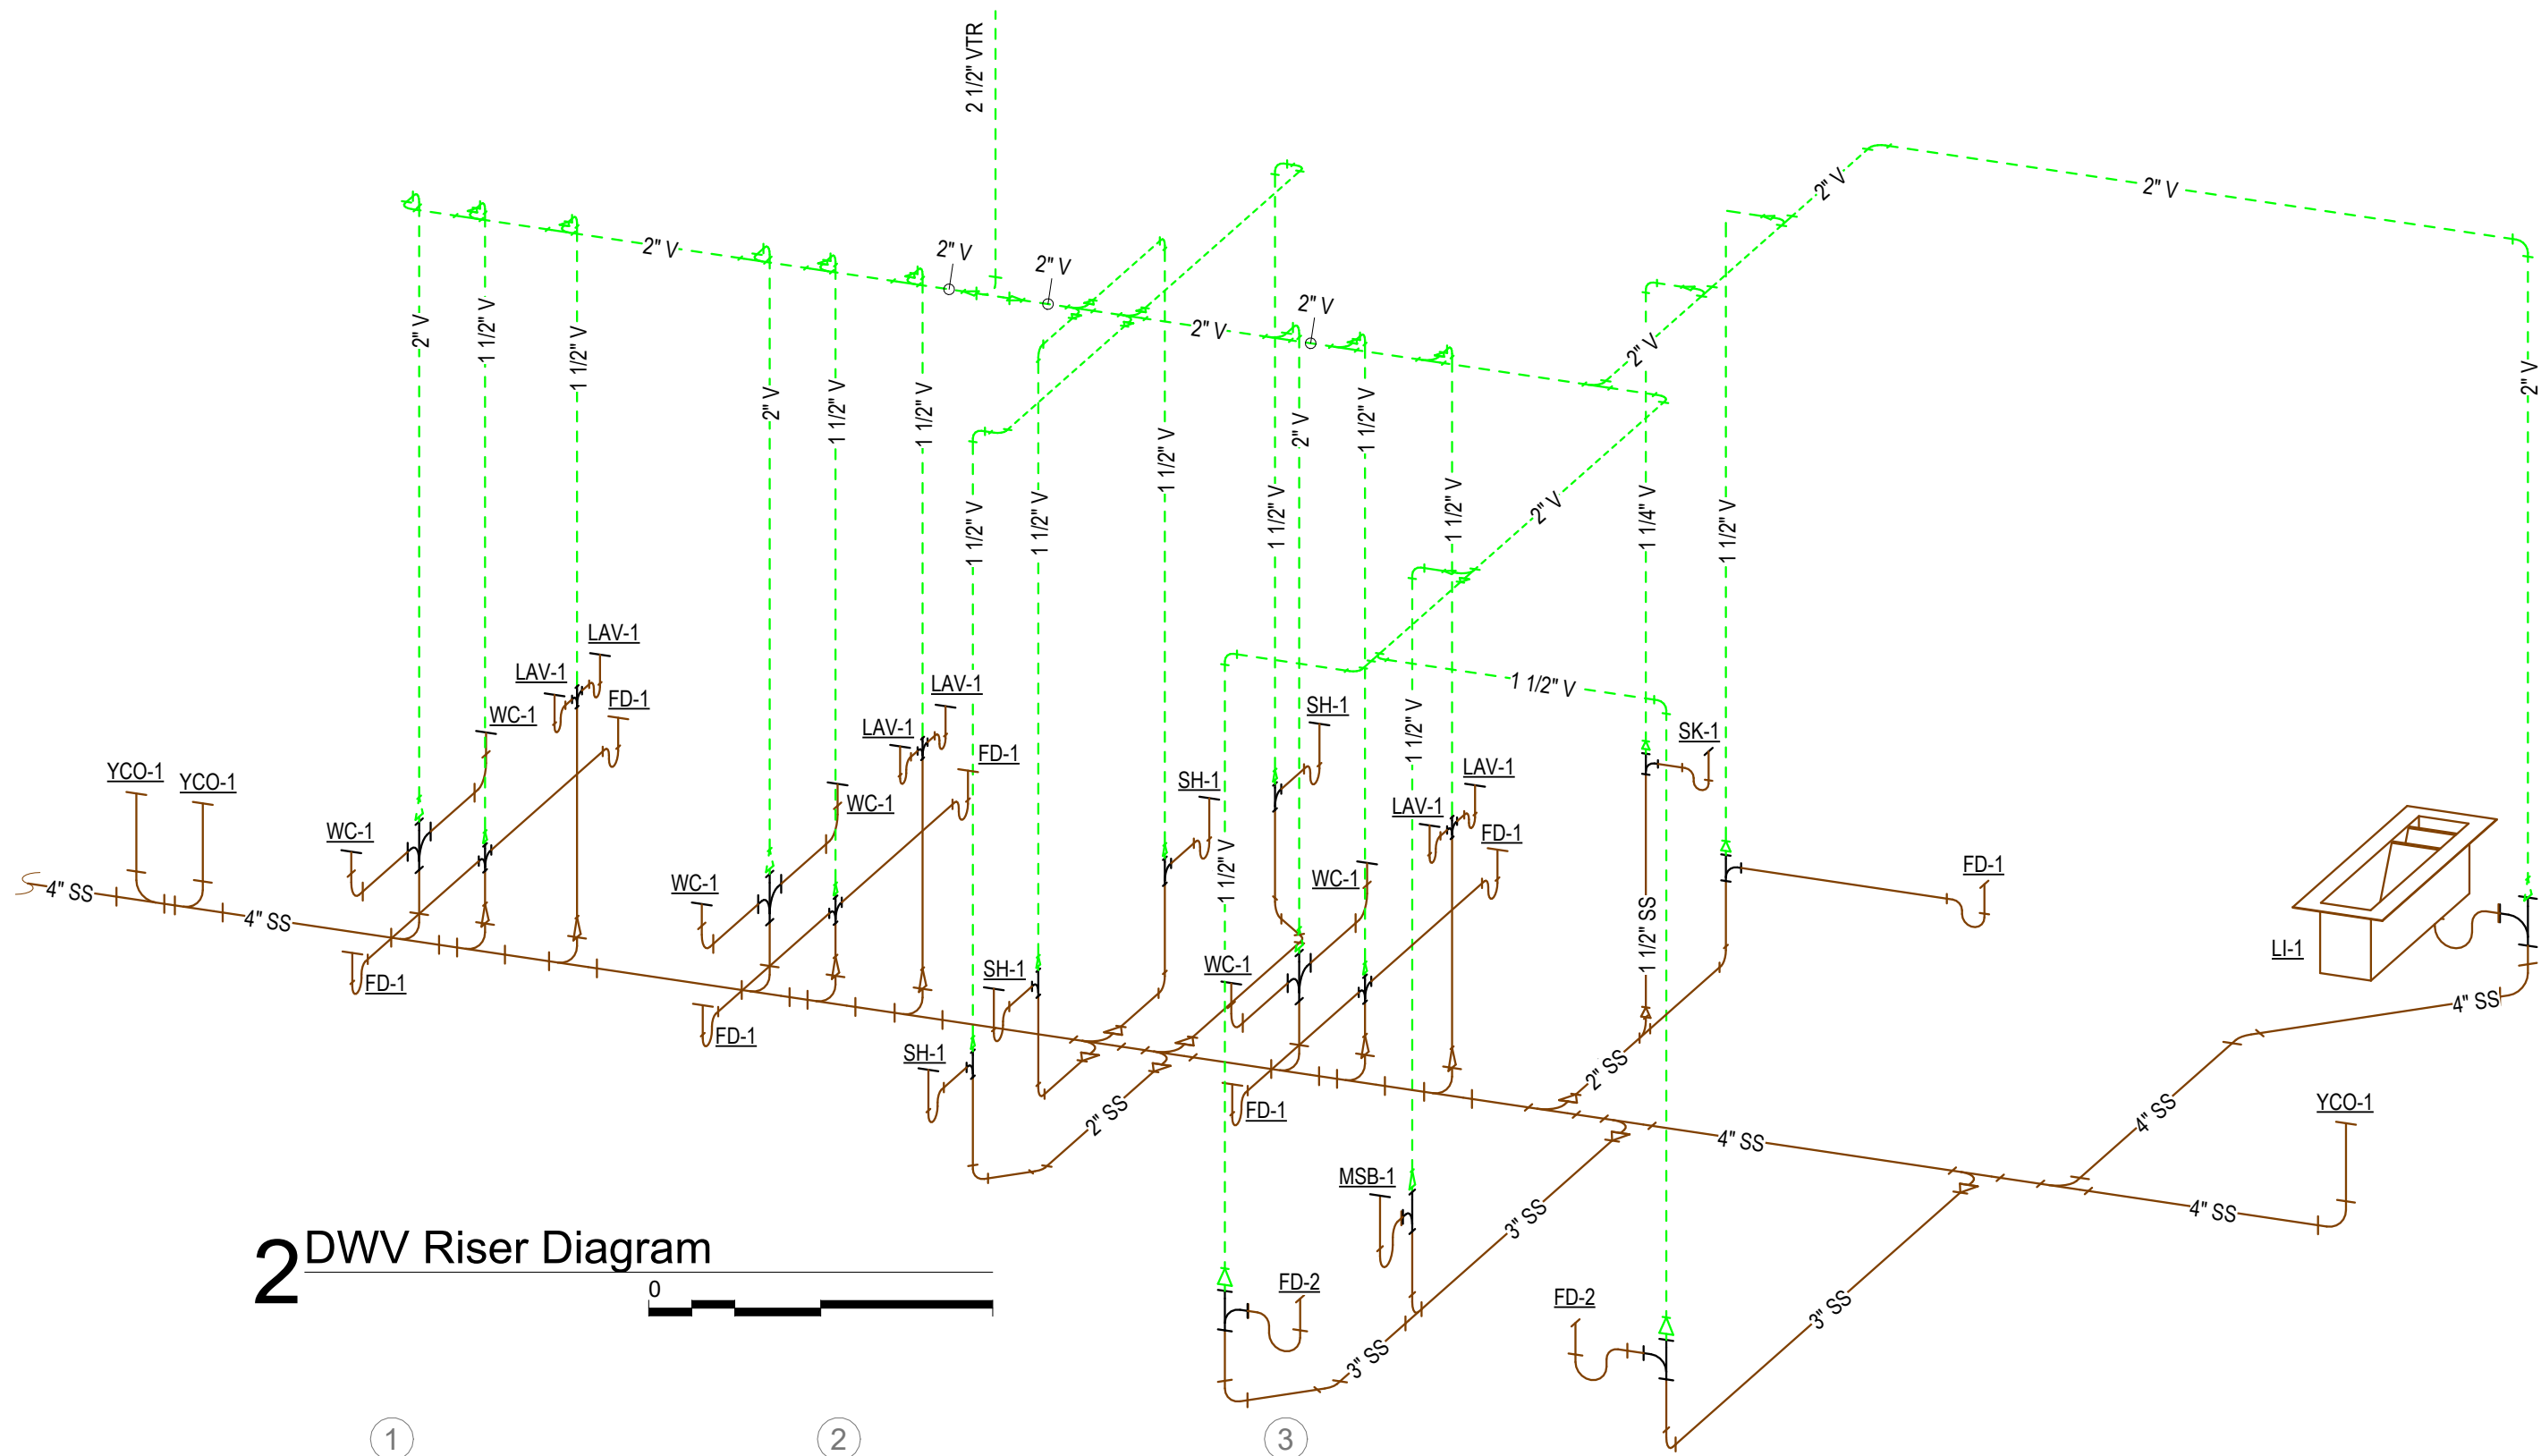 2 1/2" VTR
2" V
2" V
2" V
2" V
2" V
2" V
2" V
2" V
2" V
2" V
1 1/2" V
1 1/2" V
2" V
1 1/2" V
1 1/2" V
1 1/2" V
1 1/2" V
1 1/2" V
1 1/2" V
2" V
1 1/2" V
1 1/2" V
2" V
1 1/4" V
1 1/2" V
LAV-1
LAV-1
WC-1
FD-1
LAV-1
LAV-1
FD-1
SH-1
1 1/2" V
1 1/2" V
SK-1
YCO-1
YCO-1
WC-1
WC-1
SH-1
LAV-1
LAV-1
FD-1
WC-1
1 1/2" V
WC-1
FD-1
4" SS
4" SS
1 1/2" SS
LI-1
FD-1
SH-1
WC-1
4" SS
FD-1
SH-1
2" SS
2" SS
FD-1
4" SS
YCO-1
4" SS
MSB-1
3" SS
4" SS
2 DWV Riser Diagram
0
FD-2
FD-2
3" SS
3" SS
1
2
3